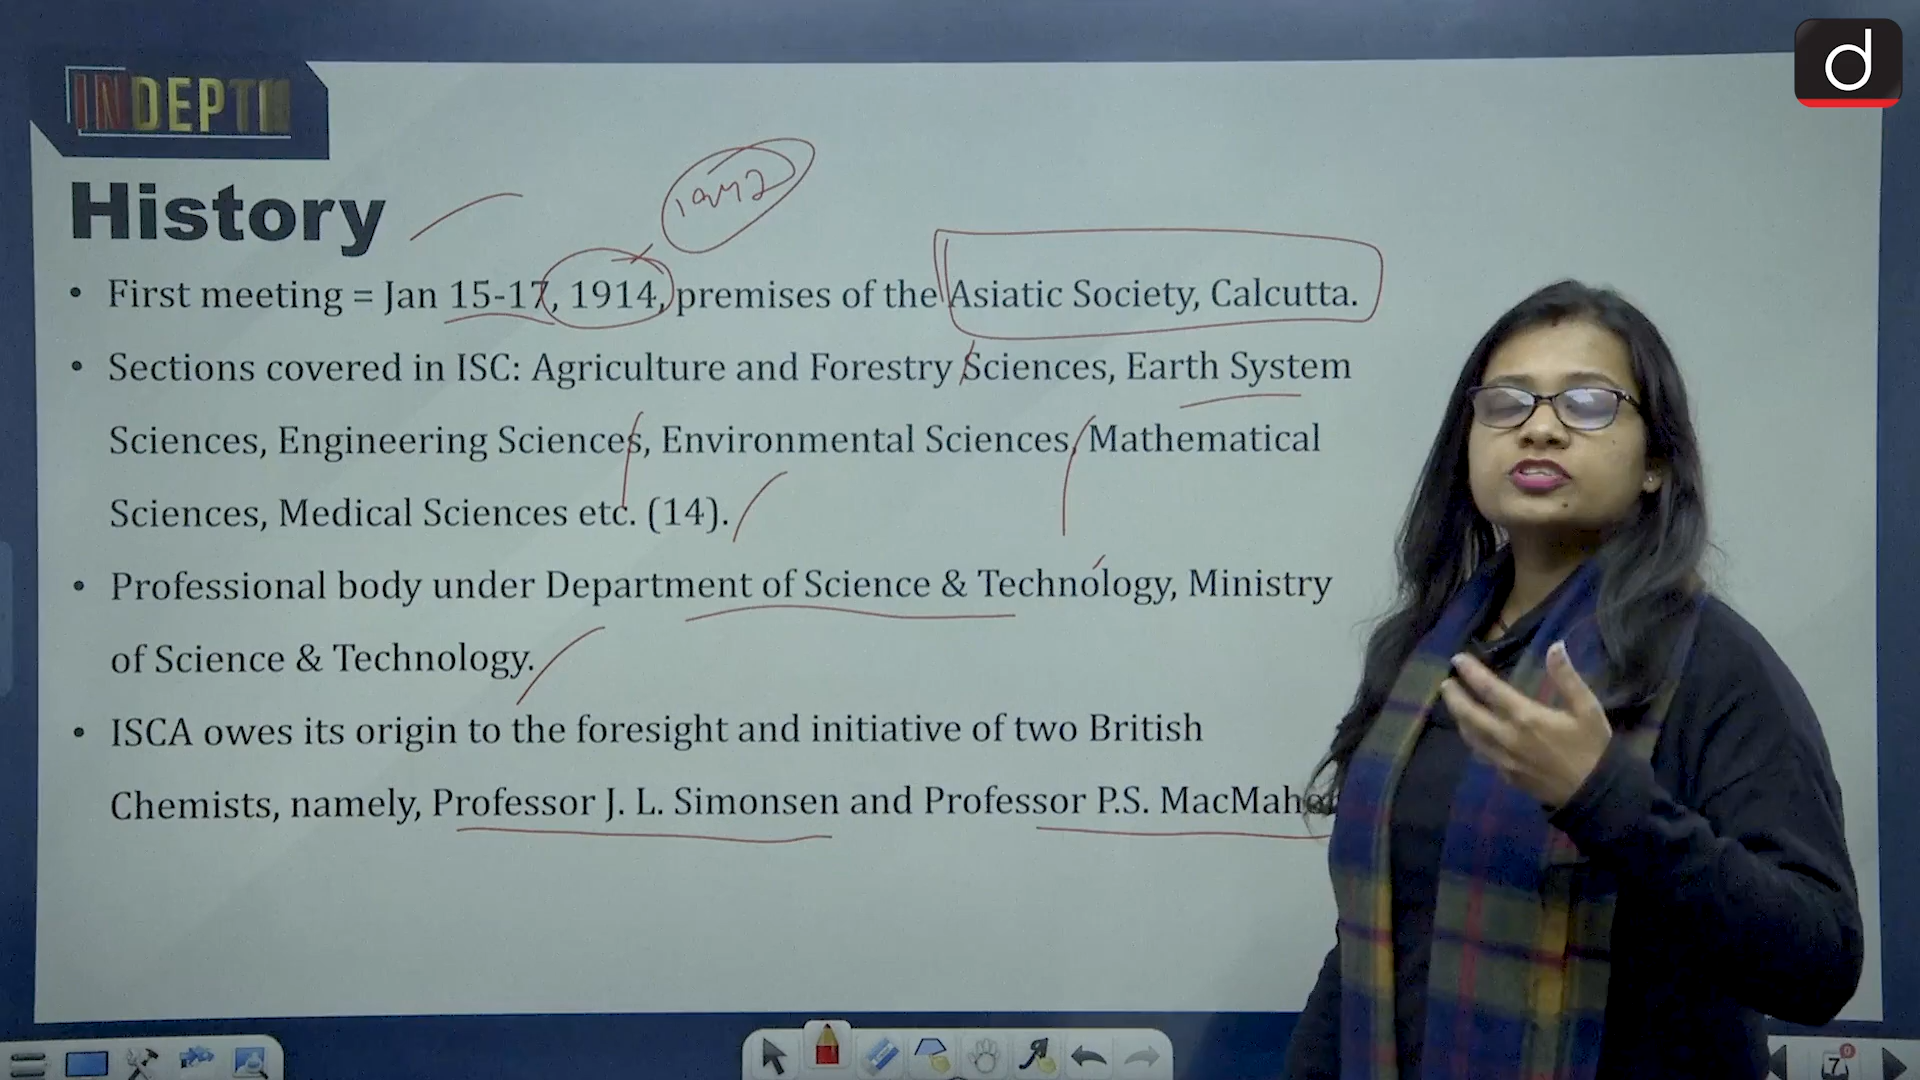 d
INDEPTH
History
1947
• First meeting = Jan 15-17, 1914, premises of the Asiatic Society, Calcutta.
• Sections covered in ISC: Agriculture and Forestry Sciences, Earth System
Sciences, Engineering Sciences, Environmental Sciences, Mathematical
Sciences, Medical Sciences etc. (14).
• Professional body under Department of Science & Technology, Ministry
of Science & Technology.
• ISCA owes its origin to the foresight and initiative of two British
Chemists, namely, Professor J. L. Simonsen and Professor P.S. MacMaho
7